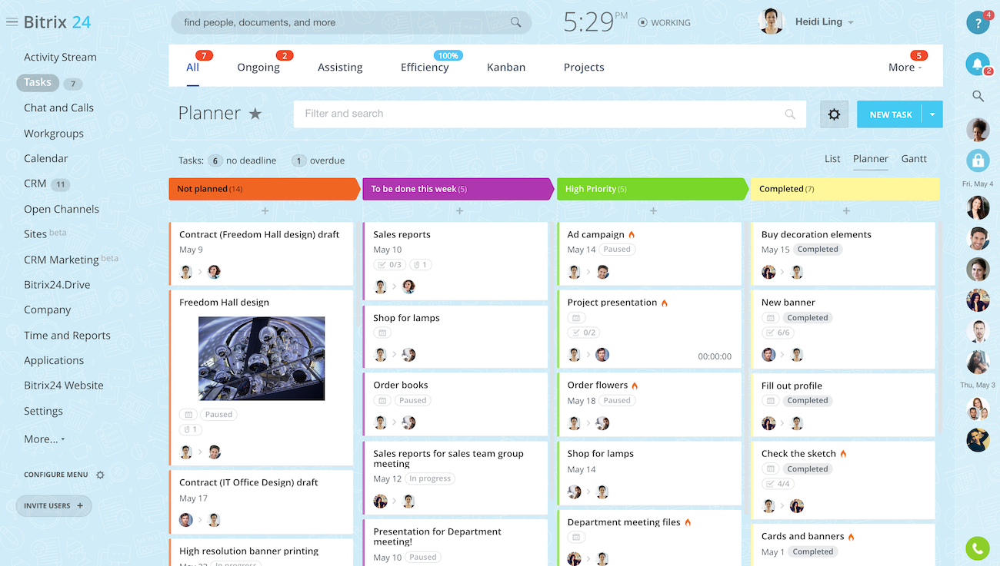 Bitrix 24
find people, documents, and more
5:29 PM
WORKING
Heidi Ling
4
2
Activity Stream
Tasks 7
Chat and Calls
Workgroups
Calendar
CRM 11
Open Channels
Sites beta
CRM Marketing beta
Bitrix24.Drive
Company
Time and Reports
Applications
Bitrix24 Website
Settings
More...
CONFIGURE MENU
INVITE USERS +
7
2
100%
5
All
Ongoing
Assisting
Efficiency
Kanban
Projects
More
Planner
Filter and search
NEW TASK
Tasks: 6 no deadline 1 overdue
List
Planner
Gantt
Not planned (14)
+
Contract (Freedom Hall design) draft
May 9
Freedom Hall design
Paused
1
Contract (IT Office Design) draft
May 17
High resolution banner printing
In progress
To be done this week (5)
+
Sales reports
May 10
0/3 1
Shop for lamps
Order books
Paused
Sales reports for sales team group
meeting
May 12 In progress
Presentation for Department
meeting!
May 10 Paused
High Priority (5)
+
Ad campaign
May 14 Paused
Project presentation
0/2
00:00:00
Order flowers
May 18 Paused
Shop for lamps
May 14
Department meeting files
Completed (7)
+
Buy decoration elements
May 15 Completed
New banner
Completed
6/6
Fill out profile
Completed
Check the sketch
Completed
4/4
Cards and banners
May 1 Completed
?
Fri, May 4
Thu, May 3